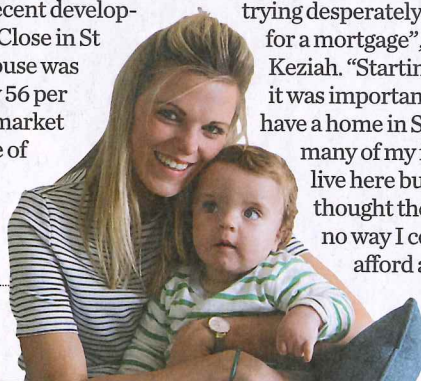 ecent develop-
Close in St
ouse was
56 per
market
e of
trying desperately
for a mortgage”,
Keziah. “Startin
it was importan
have a home in S
many of my
live here bu
thought the
no way I c
afford a